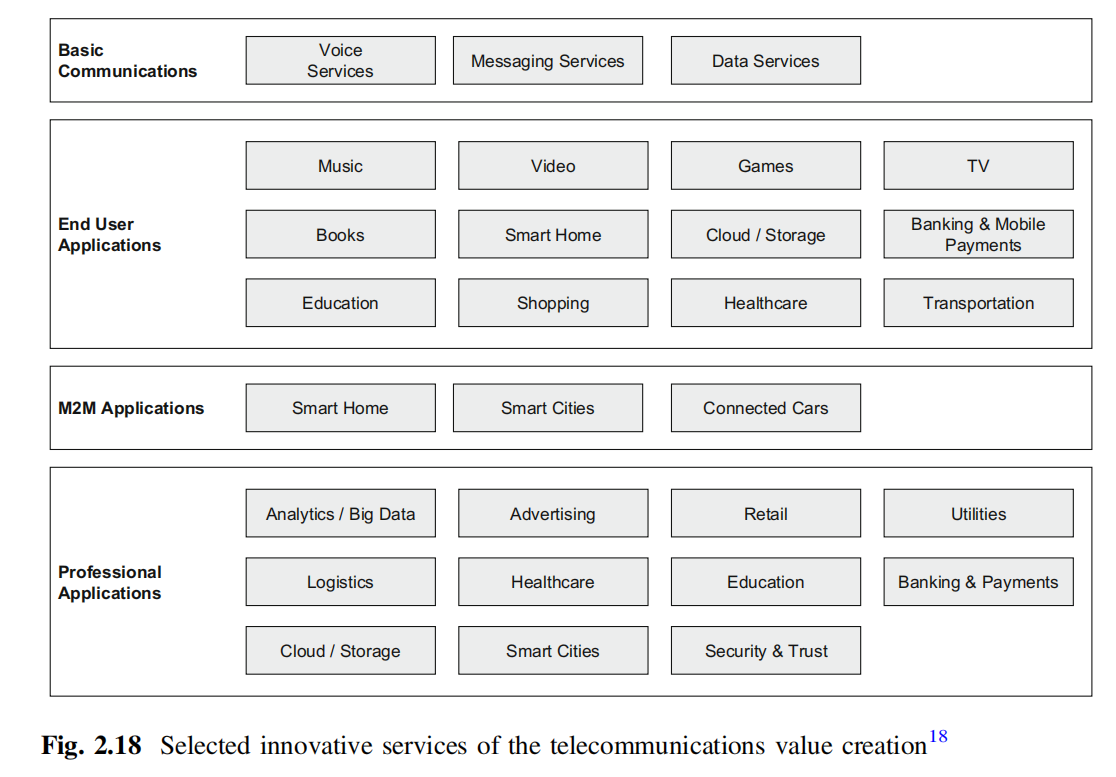 Basic
Communications
Voice
Services
Messaging Services
Data Services
End User
Applications
Music
Video
Games
TV
Books
Smart Home
Cloud / Storage
Banking & Mobile
Payments
Education
Shopping
Healthcare
Transportation
M2M Applications
Smart Home
Smart Cities
Connected Cars
Professional
Applications
Analytics / Big Data
Advertising
Retail
Utilities
Logistics
Healthcare
Education
Banking & Payments
Cloud / Storage
Smart Cities
Security & Trust
Fig. 2.18 Selected innovative services of the telecommunications value creation18